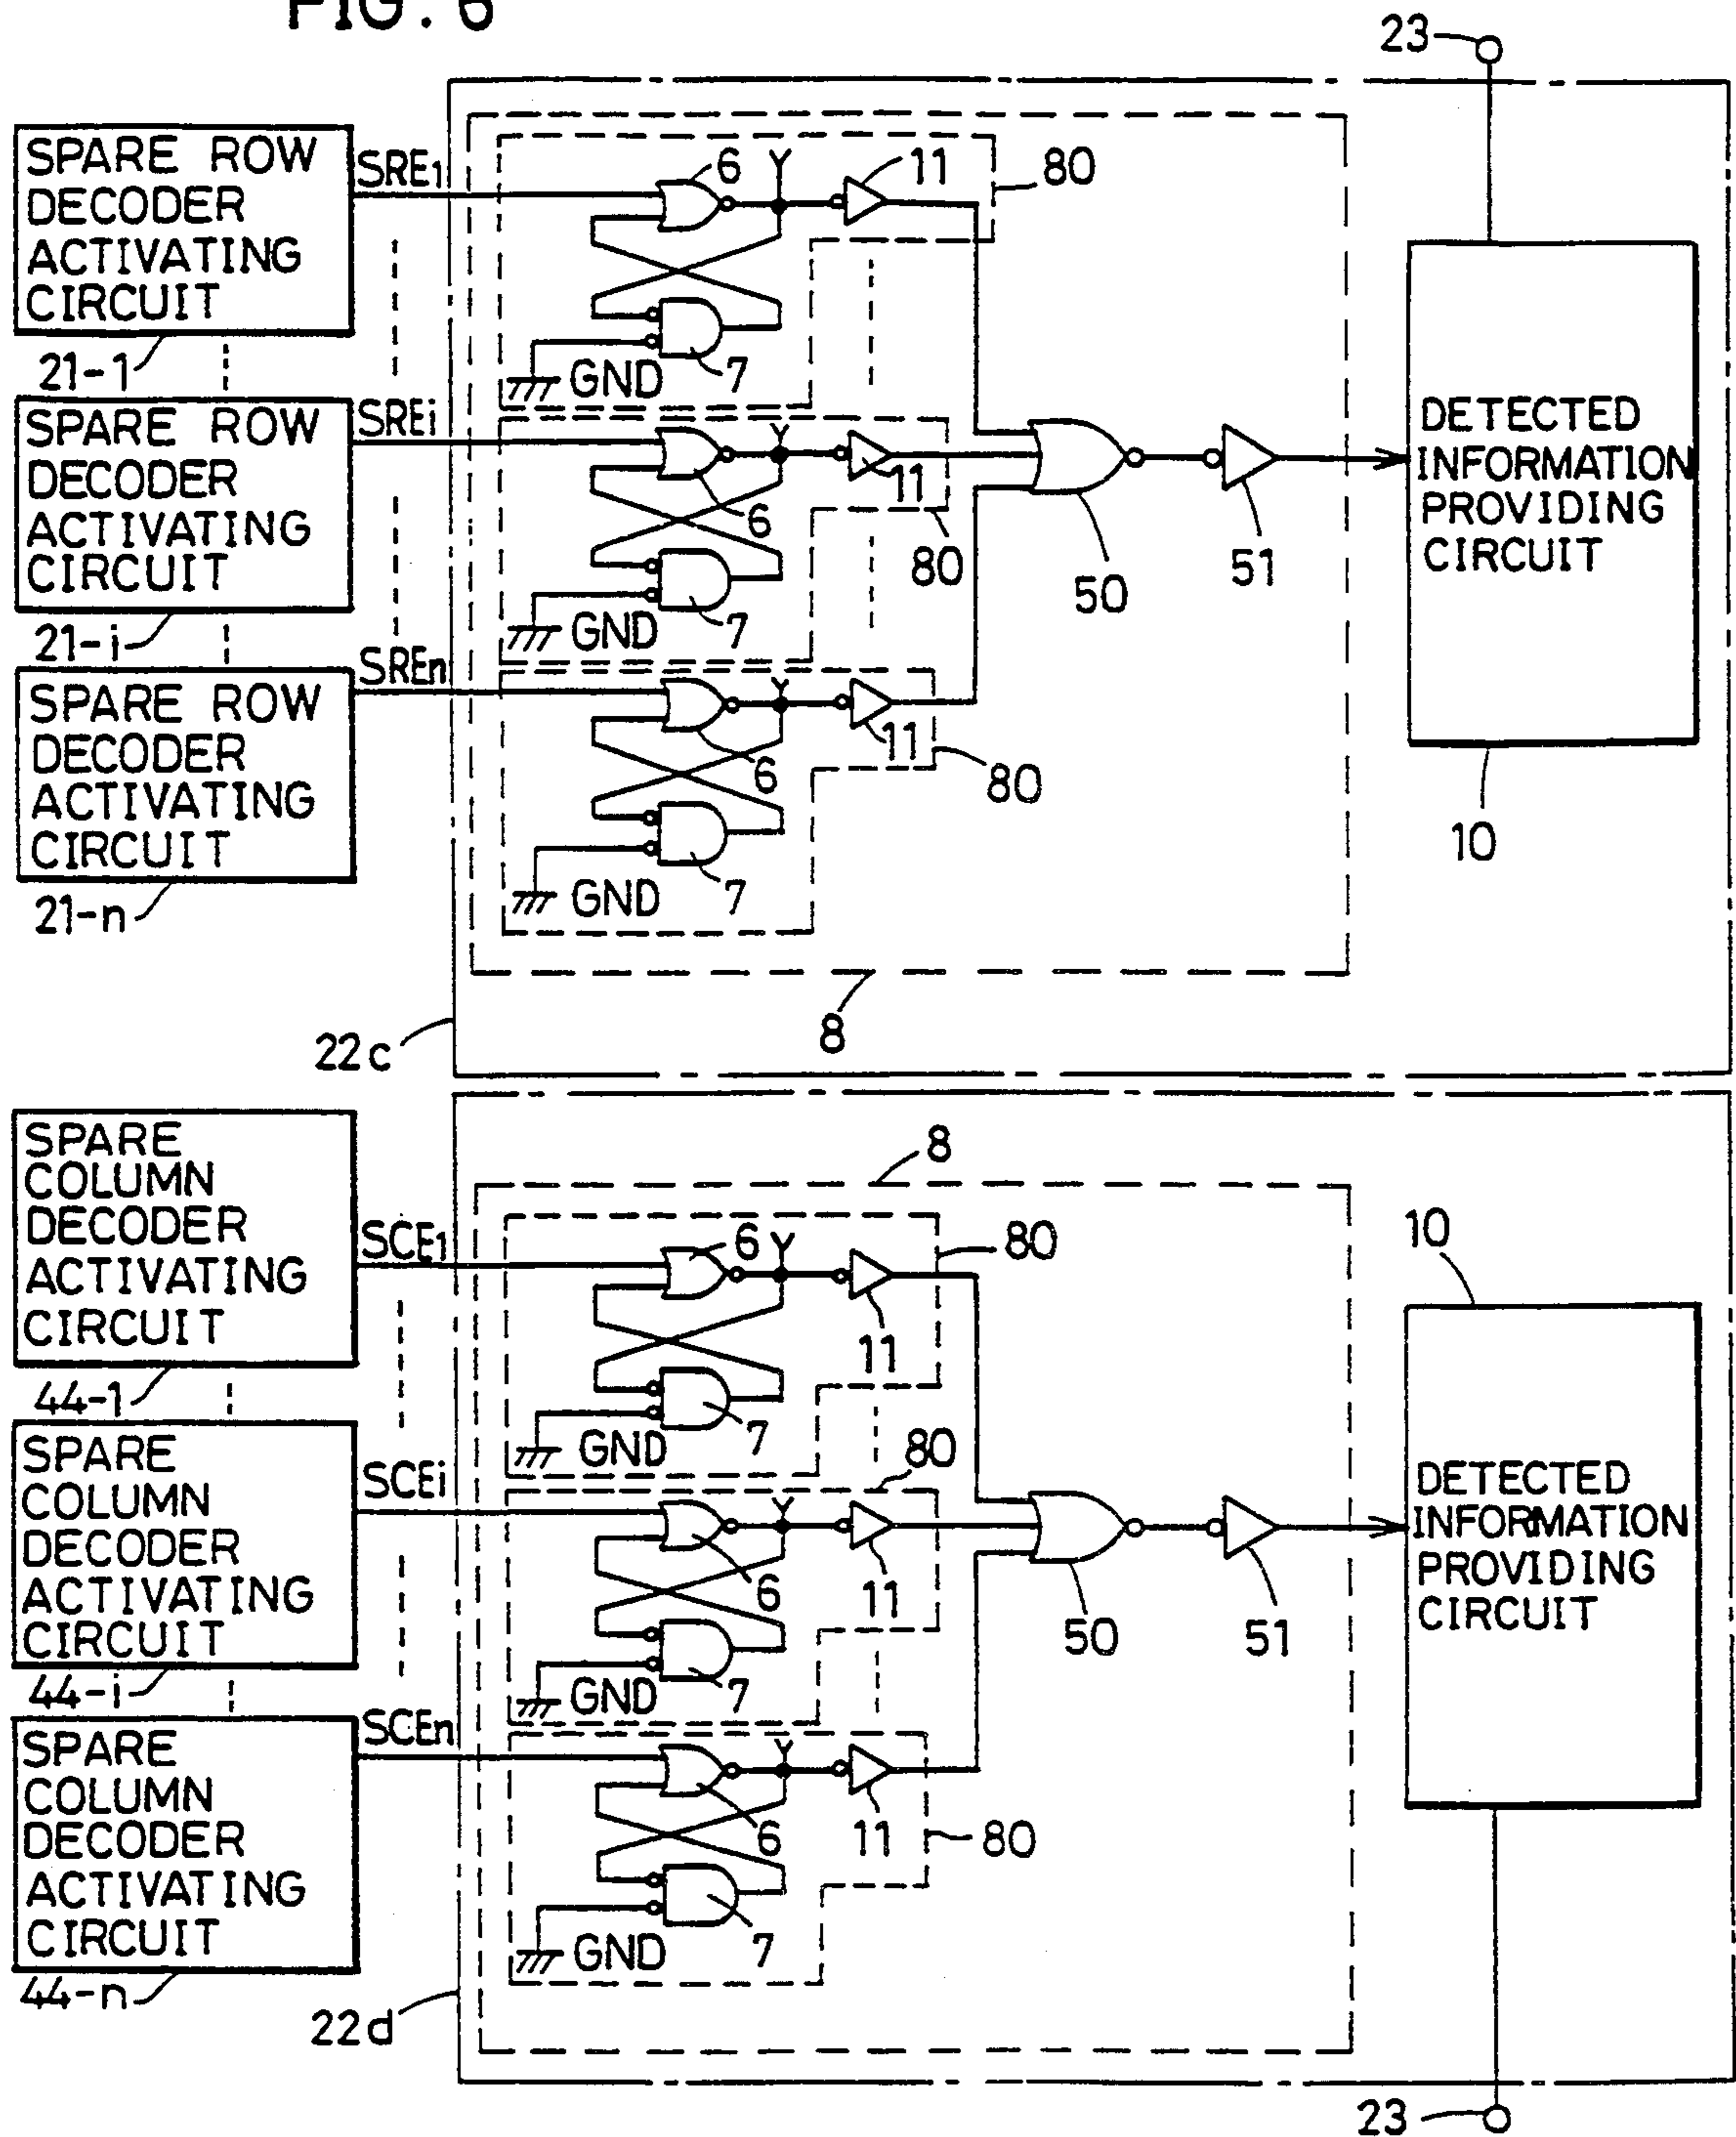 FIG. 6
23
SPARE ROW
DECODER
ACTIVATING
CIRCUIT
21-1
SRE1
6
Y
11
80
7
GND
SPARE ROW
DECODER
ACTIVATING
CIRCUIT
21-i
SREi
Y
11
6
80
7
GND
50
51
DETECTED
INFORMATION
PROVIDING
CIRCUIT
10
SPARE ROW
DECODER
ACTIVATING
CIRCUIT
21-n
SREn
Y
11
6
80
7
GND
8
22c
SPARE
COLUMN
DECODER
ACTIVATING
CIRCUIT
44-1
8
SCE1
6
Y
11
80
7
GND
10
SPARE
COLUMN
DECODER
ACTIVATING
CIRCUIT
44-i
SCEi
80
Y
6
11
7
GND
50
51
DETECTED
INFORMATION
PROVIDING
CIRCUIT
SPARE
COLUMN
DECODER
ACTIVATING
CIRCUIT
44-n
SCEn
Y
6
11
80
7
GND
22d
23